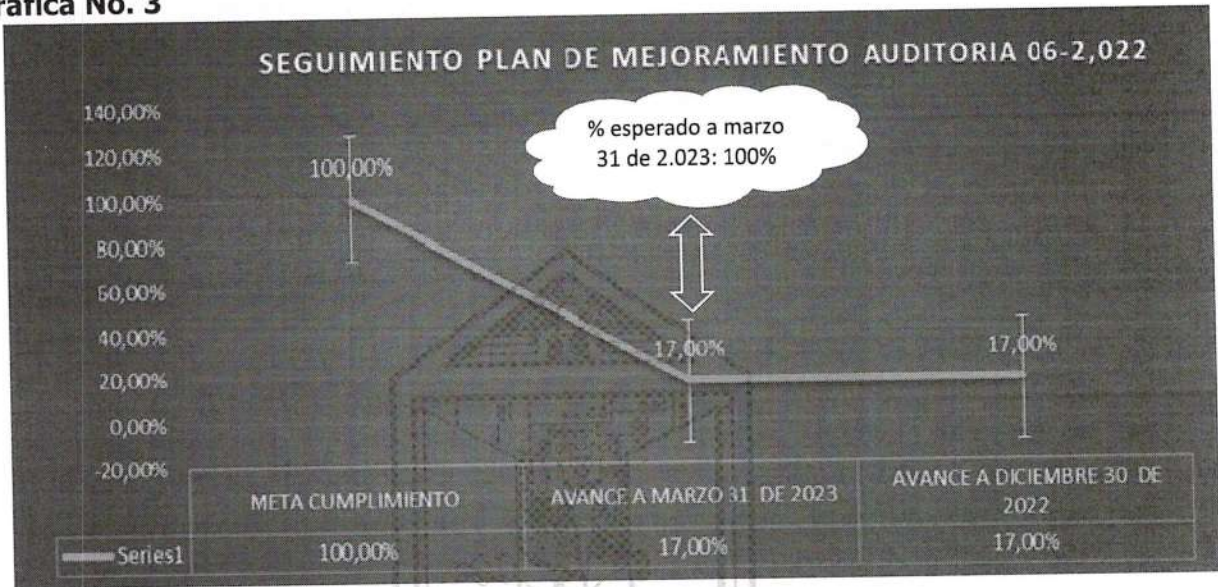 ráfica No. 3
SEGUIMIENTO PLAN DE MEJORAMIENTO AUDITORIA 06-2,022
% esperado a marzo
31 de 2.023: 100%
140,00%
120,00%
100,00%
80,00%
60,00%
40,00%
20,00%
0,00%
-20,00%
100,00%
17,00%
17,00%
META CUMPLIMIENTO
AVANCE A MARZO 31 DE 2023
AVANCE A DICIEMBRE 30 DE
2022
Series1
100,00%
17,00%
17,00%